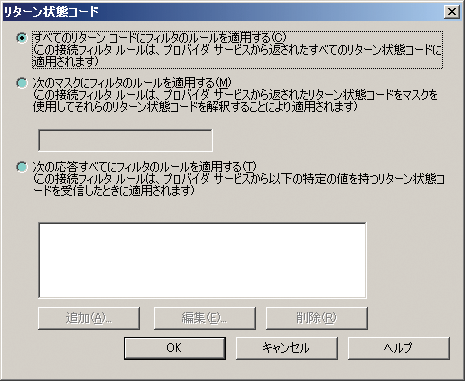 リターン状態コード
すべてのリターン コードにフィルタのルールを適用する(C)
(この接続フィルタ ルールは、プロバイダ サービスから返されたすべてのリターン状態コードに
適用されます)
次のマスクにフィルタのルールを適用する(M)
(この接続フィルタ ルールは、プロバイダ サービスから返されたリターン状態コードをマスクを
使用してそれらのリターン状態コードを解釈することにより適用されます)
次の応答すべてにフィルタのルールを適用する(T)
(この接続フィルタ ルールは、プロバイダ サービスから以下の特定の値を持つリターン状態コ
ードを受信したときに適用されます)
追加(A)... 編集(E)... 削除(R)
OK キャンセル ヘルプ